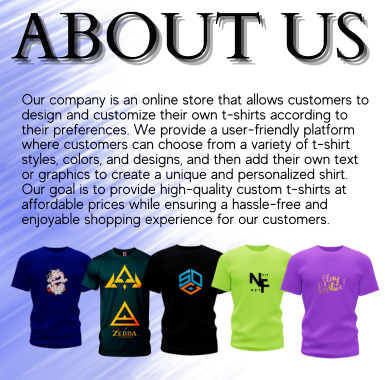 ABOUT US
Our company is an online store that allows customers to
design and customize their own t-shirts according to
their preferences. We provide a user-friendly platform
where customers can choose from a variety of t-shirt
styles, colors, and designs, and then add their own text
or graphics to create a unique and personalized shirt.
Our goal is to provide high-quality custom t-shirts at
affordable prices while ensuring a hassle-free and
enjoyable shopping experience for our customers.
ZEDDA
NF
Stay